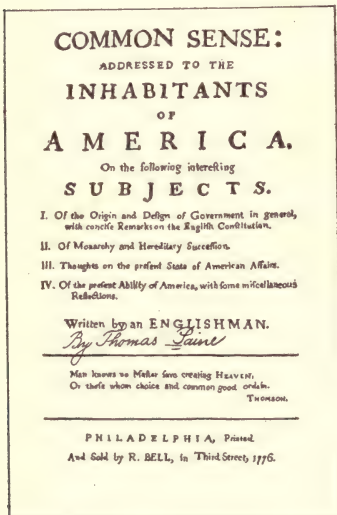 COMMON SENSE:
ADDRESSED TO THE
INHABITANTS
OF
AMERICA.
On the following interesting
SUBJECTS.
I. Of the Origin and Design of Government in general,
with concise Remarks on the English Constitution.
II. Of Monarchy and Hereditary Succession.
III. Thoughts on the present State of American Affairs.
IV. Of the present Ability of America, with some miscellaneous
Reflections.
Written by an ENGLISHMAN.
By Thomas Paine
Man knows no Master save creating HEAVEN,
Or those whom choice and common good ordain.
THOMSON.
PHILADELPHIA, Printed
And Sold by R. BELL, in Third Street, 1776.